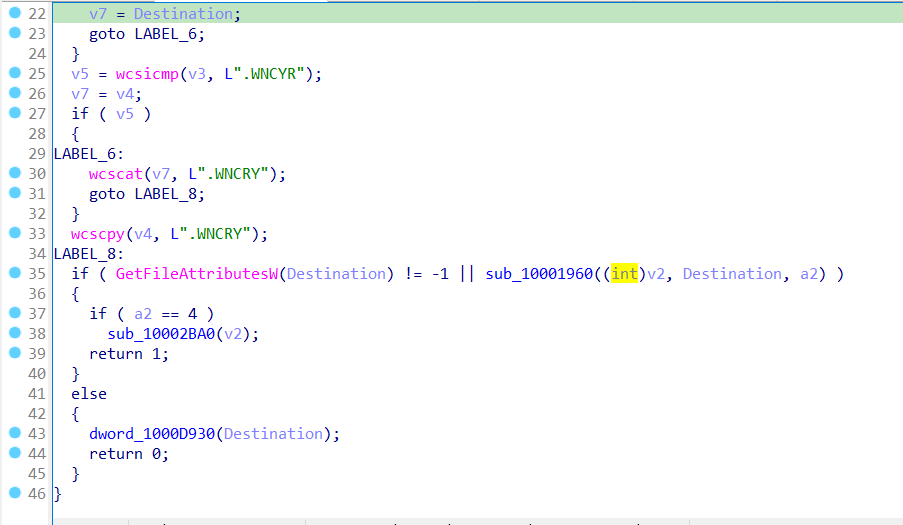 22 v7 = Destination;
23 goto LABEL_6;
24 }
25 v5 = wcsicmp(v3, L".WNCYR");
26 v7 = v4;
27 if ( v5 )
28 {
29 LABEL_6:
30 wcscat(v7, L".WNCRY");
31 goto LABEL_8;
32 }
33 wcscpy(v4, L".WNCRY");
34 LABEL_8:
35 if ( GetFileAttributesW(Destination) != -1 || sub_10001960((int)v2, Destination, a2) )
36 {
37 if ( a2 == 4 )
38 sub_10002BA0(v2);
39 return 1;
40 }
41 else
42 {
43 dword_1000D930(Destination);
44 return 0;
45 }
46 }